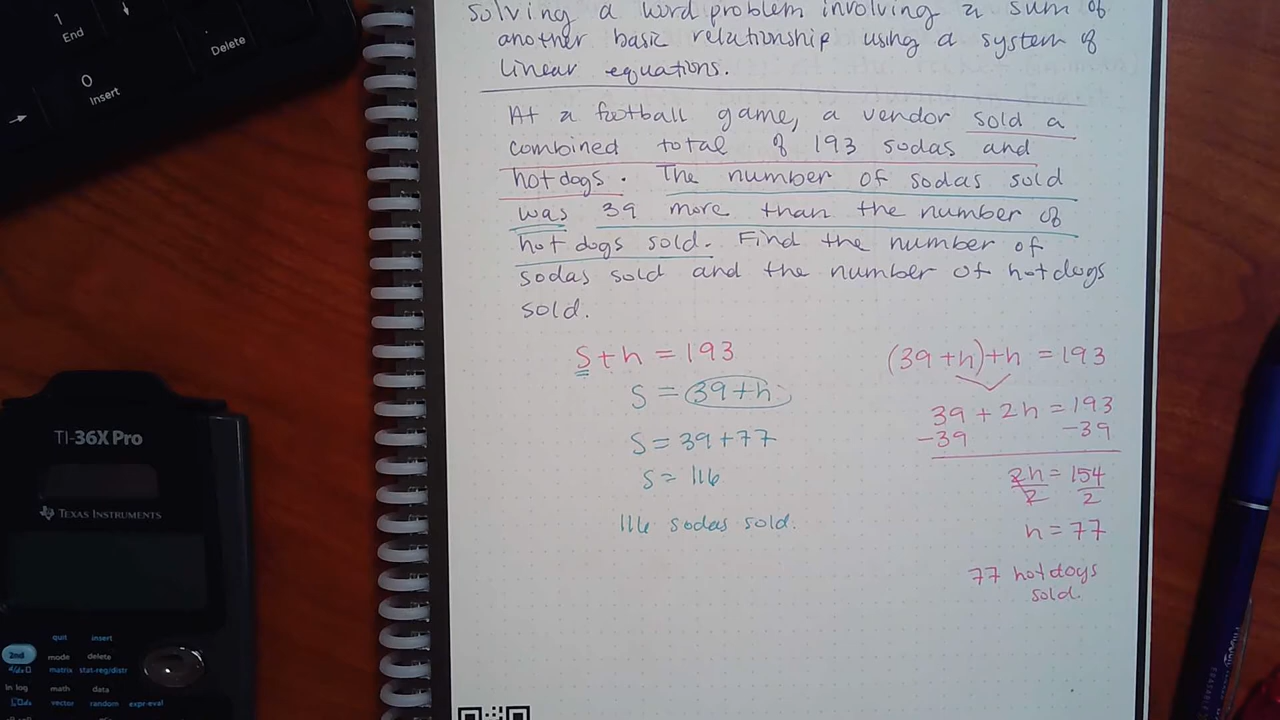 solving a word problem involving a sum of
another basic relationship using a system of
linear equations.
At a football game, a vendor sold a
combined total of 193 sodas and
hotdogs. The number of sodas sold
was 39 more than the number of
hot dogs sold. Find the number of
sodas sold and the number of hotdogs
sold.
S+h = 193
S = 39+h
S = 39+77
S = 116
116 sodas sold.
(39+h)+h = 193
39 + 2h = 193
-39 -39
2h = 154
2 2
h = 77
77 hotdogs
sold.
1
End
↓
Delete
0
Insert
→
TI-36X Pro
TEXAS INSTRUMENTS
quit insert
2nd mode delete
matrix stat-reg/distr
ln log math data
vector random expr-eval